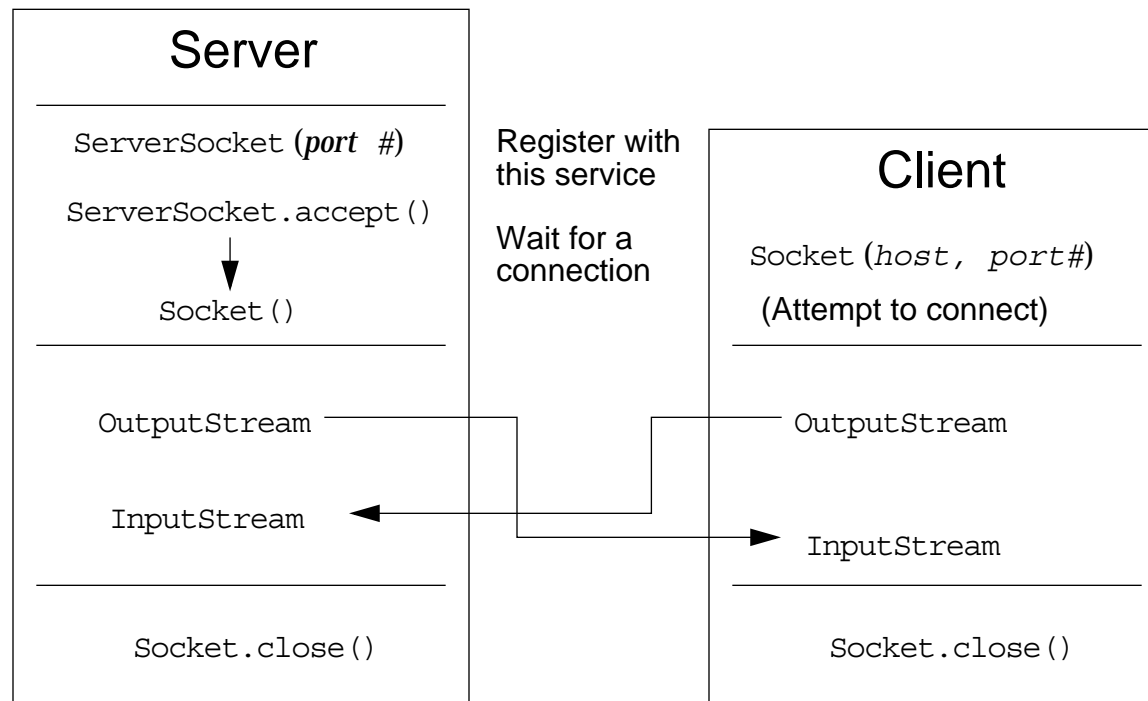 Server
ServerSocket (port #)
ServerSocket.accept()
Socket()
OutputStream
InputStream
Socket.close()
Register with
this service
Wait for a
connection
Client
Socket (host, port#)
(Attempt to connect)
OutputStream
InputStream
Socket.close()